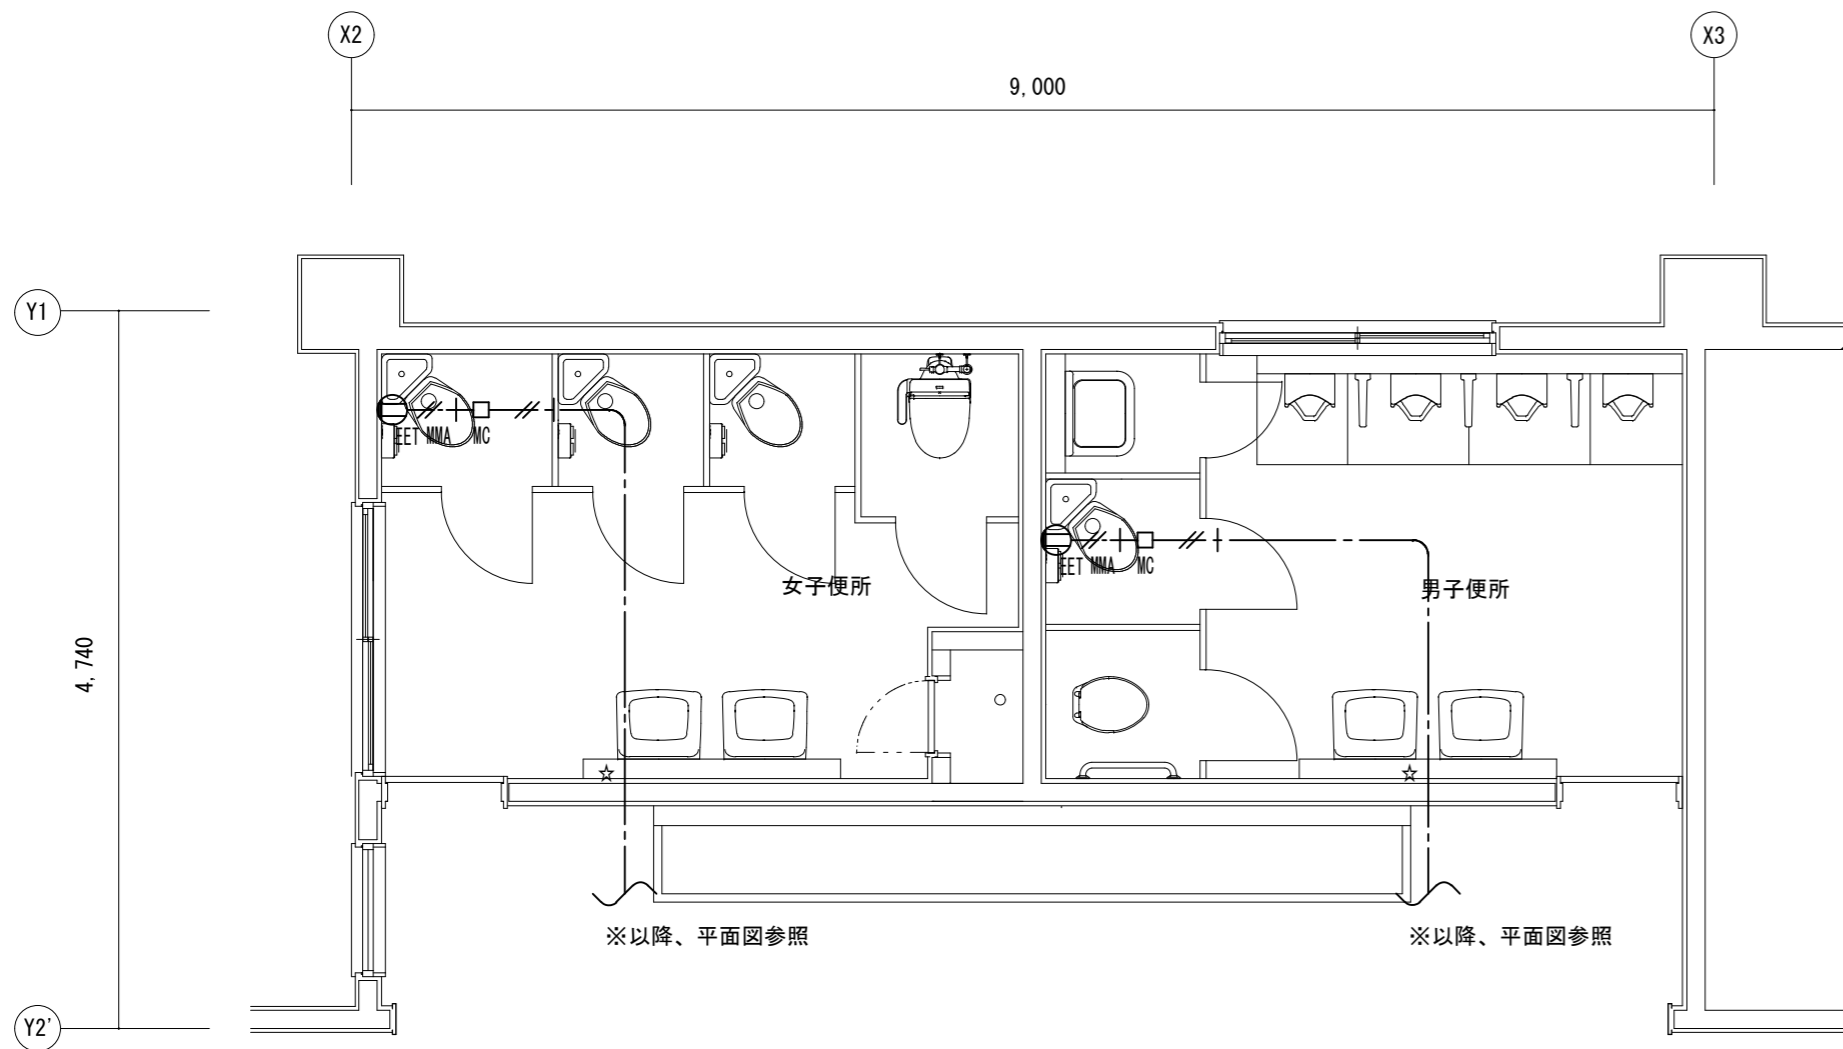 X2
X3
9,000
Y1
EET MMA MC
EET MMA MC
女子便所
男子便所
4,740
☆
☆
※以降、平面図参照
※以降、平面図参照
Y2'